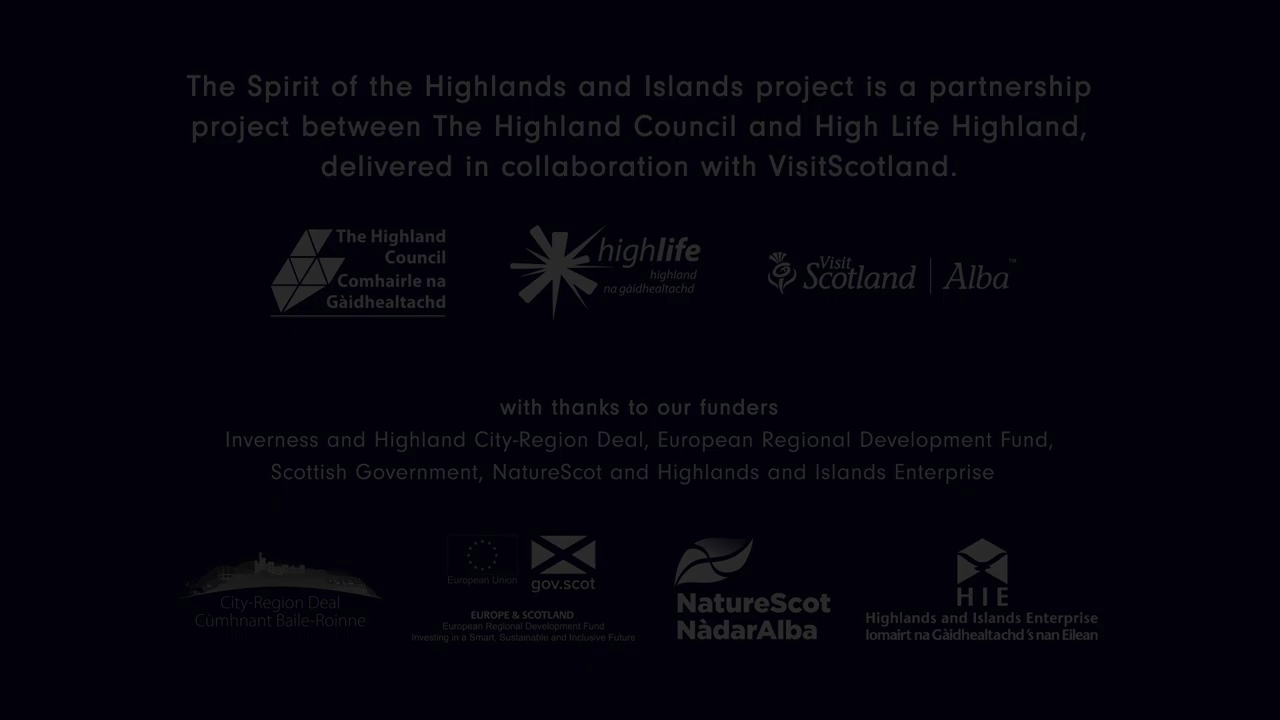 The Spirit of the Highlands and Islands project is a partnership
project between The Highland Council and High Life Highland,
delivered in collaboration with VisitScotland.
The Highland
Council
Comhairle na
Gàidhealtachd
highlife
highland
na gàidhealtachd
Visit
Scotland | Alba™
with thanks to our funders
Inverness and Highland City-Region Deal, European Regional Development Fund,
Scottish Government, NatureScot and Highlands and Islands Enterprise
City-Region Deal
Cùmhnant Baile-Roinne
European Union
gov.scot
EUROPE & SCOTLAND
European Regional Development Fund
Investing in a Smart, Sustainable and Inclusive Future
NatureScot
NàdarAlba
HIE
Highlands and Islands Enterprise
Iomairt na Gàidhealtachd 's nan Eilean